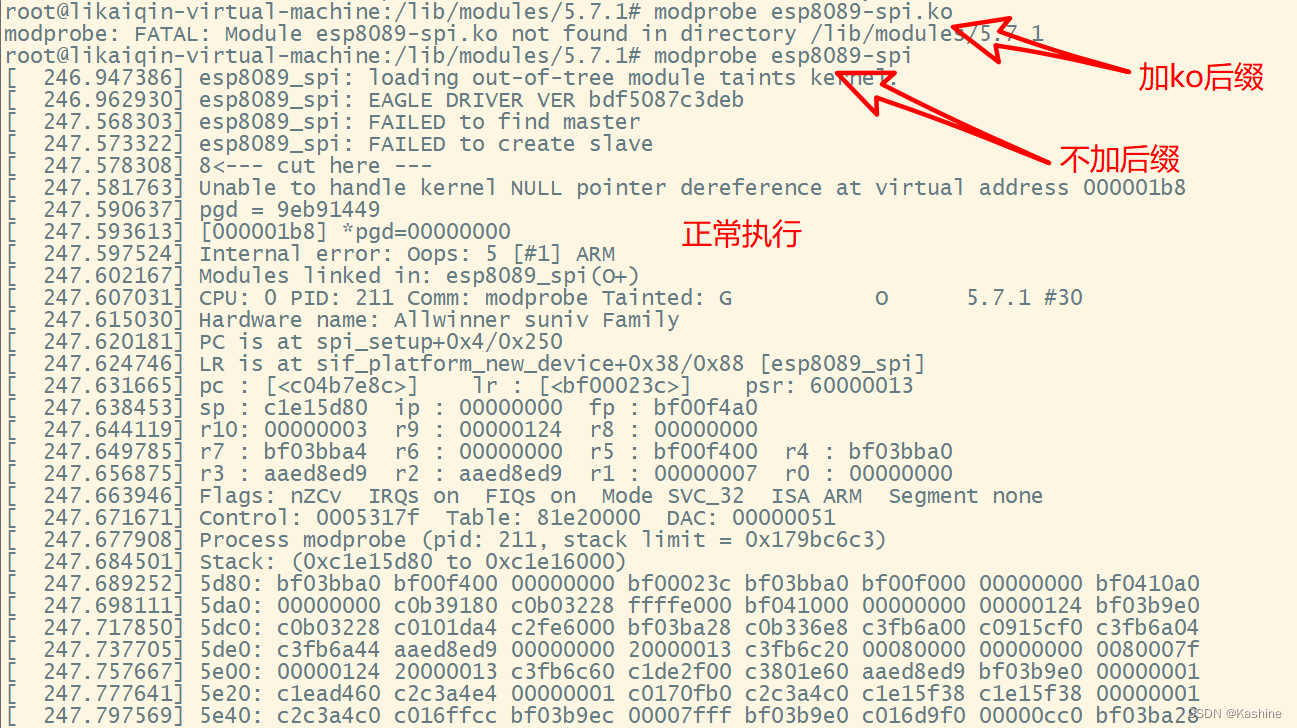 root@likaiqin-virtual-machine:/lib/modules/5.7.1# modprobe esp8089-spi.ko
modprobe: FATAL: Module esp8089-spi.ko not found in directory /lib/modules/5.7.1
加ko后缀
root@likaiqin-virtual-machine:/lib/modules/5.7.1# modprobe esp8089-spi
[  246.947386] esp8089_spi: loading out-of-tree module taints kernel.
[  246.962930] esp8089_spi: EAGLE DRIVER VER bdf5087c3deb
[  247.568303] esp8089_spi: FAILED to find master
[  247.573322] esp8089_spi: FAILED to create slave
不加后缀
[  247.578308] 8<--- cut here ---
[  247.581763] Unable to handle kernel NULL pointer dereference at virtual address 000001b8
[  247.590637] pgd = 9eb91449
[  247.593613] [000001b8] *pgd=00000000
正常执行
[  247.597524] Internal error: Oops: 5 [#1] ARM
[  247.602167] Modules linked in: esp8089_spi(O+)
[  247.607031] CPU: 0 PID: 211 Comm: modprobe Tainted: G           O      5.7.1 #30
[  247.615030] Hardware name: Allwinner suniv Family
[  247.620181] PC is at spi_setup+0x4/0x250
[  247.624746] LR is at sif_platform_new_device+0x38/0x88 [esp8089_spi]
[  247.631665] pc : [<c04b7e8c>]    lr : [<bf00023c>]    psr: 60000013
[  247.638453] sp : c1e15d80  ip : 00000000  fp : bf00f4a0
[  247.644119] r10: 00000003  r9 : 00000124  r8 : 00000000
[  247.649785] r7 : bf03bba4  r6 : 00000000  r5 : bf00f400  r4 : bf03bba0
[  247.656875] r3 : aaed8ed9  r2 : aaed8ed9  r1 : 00000007  r0 : 00000000
[  247.663946] Flags: nZCv  IRQs on  FIQs on  Mode SVC_32  ISA ARM  Segment none
[  247.671671] Control: 0005317f  Table: 81e20000  DAC: 00000051
[  247.677908] Process modprobe (pid: 211, stack limit = 0x179bc6c3)
[  247.684501] Stack: (0xc1e15d80 to 0xc1e16000)
[  247.689252] 5d80: bf03bba0 bf00f400 00000000 bf00023c bf03bba0 bf00f000 00000000 bf0410a0
[  247.698111] 5da0: 00000000 c0b39180 c0b03228 ffffe000 bf041000 00000000 00000124 bf03b9e0
[  247.717850] 5dc0: c0b03228 c0101da4 c2fe6000 bf03ba28 c0b336e8 c3fb6a00 c0915cf0 c3fb6a04
[  247.737705] 5de0: c3fb6a44 aaed8ed9 00000000 20000013 c3fb6c20 00080000 00000000 0080007f
[  247.757667] 5e00: 00000124 20000013 c3fb6c60 c1de2f00 c3801e60 aaed8ed9 bf03b9e0 00000001
[  247.777641] 5e20: c1ead460 c2c3a4e4 00000001 c0170fb0 c2c3a4c0 c1e15f38 c1e15f38 00000001
[  247.797569] 5e40: c2c3a4c0 c016ffcc bf03b9ec 00007fff bf03b9e0 c016d9f0 00000cc0 bf03ba28
CSDN @Kashine